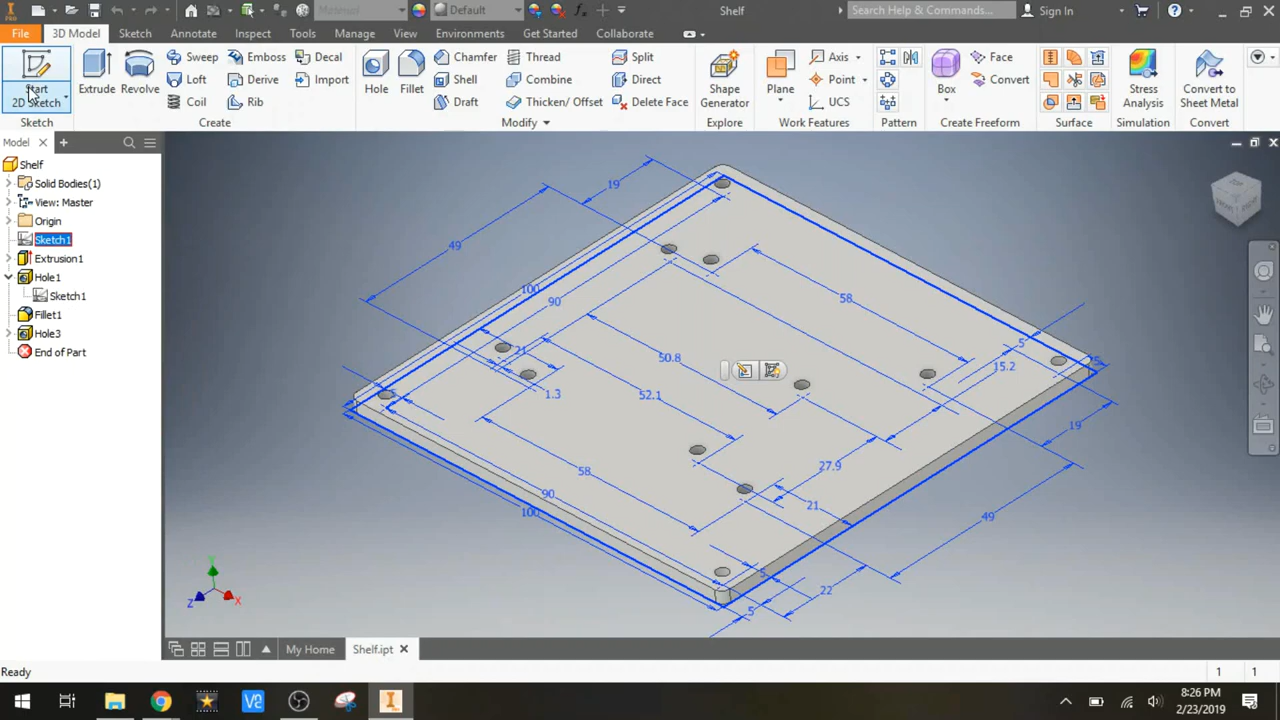 PRO
Material
Default
Shelf
Search Help & Commands...
Sign In
File
3D Model
Sketch
Annotate
Inspect
Tools
Manage
View
Environments
Get Started
Collaborate
Start
2D Sketch
Extrude
Revolve
Sweep
Emboss
Decal
Loft
Derive
Import
Coil
Rib
Hole
Fillet
Chamfer
Thread
Split
Shell
Combine
Direct
Draft
Thicken/ Offset
Delete Face
Shape
Generator
Plane
Axis
Point
UCS
Box
Face
Convert
Stress
Analysis
Convert to
Sheet Metal
Sketch
Create
Modify
Explore
Work Features
Pattern
Create Freeform
Surface
Simulation
Convert
Model
Shelf
Solid Bodies(1)
View: Master
Origin
Sketch1
Extrusion1
Hole1
Sketch1
Fillet1
Hole3
End of Part
19
49
100
90
58
21
50.8
5
15.2
5
1.3
52.1
19
58
27.9
90
21
49
100
5
22
5
Y
Z
X
My Home
Shelf.ipt
Ready
1
1
8:26 PM
2/23/2019